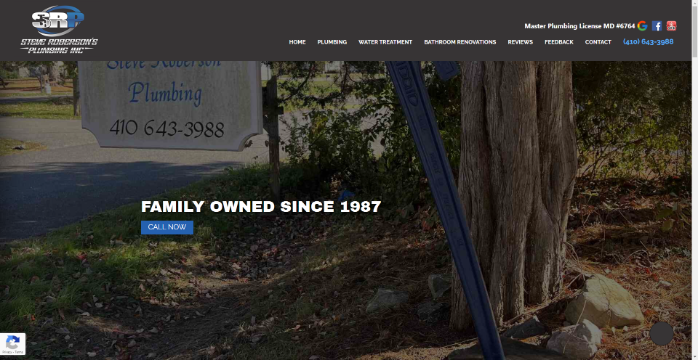 SRP
STEVE ROBERSON'S
PLUMBING INC
Master Plumbing License MD #6764
HOME PLUMBING WATER TREATMENT BATHROOM RENOVATIONS REVIEWS FEEDBACK CONTACT (410) 643-3988
Steve Roberson
Plumbing
410 643-3988
FAMILY OWNED SINCE 1987
CALL NOW